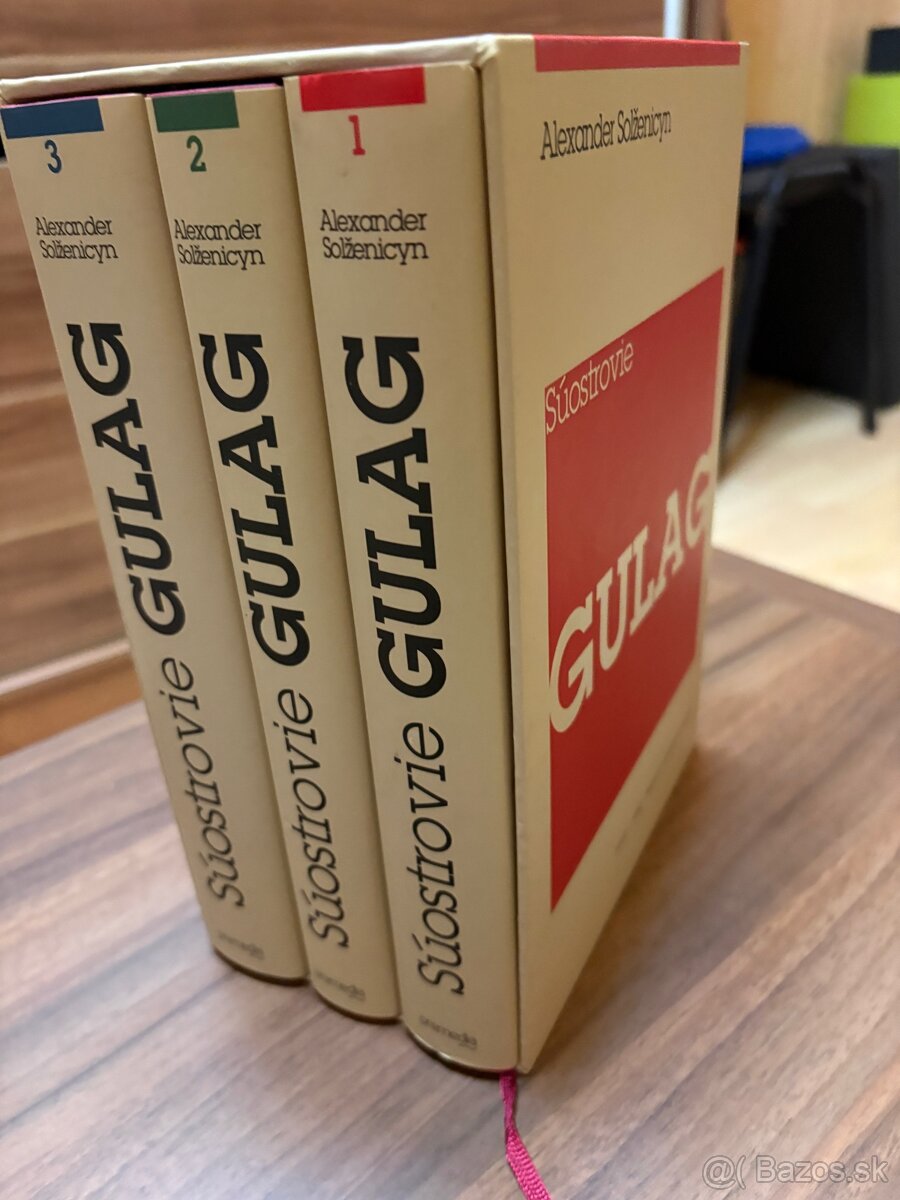 3
Alexander
Solženicyn
Súostrovie GULAG
2
Alexander
Solženicyn
Súostrovie GULAG
1
Alexander
Solženicyn
Súostrovie GULAG
Alexander Solženicyn
Súostrovie
GULAG
@( Bazos.sk